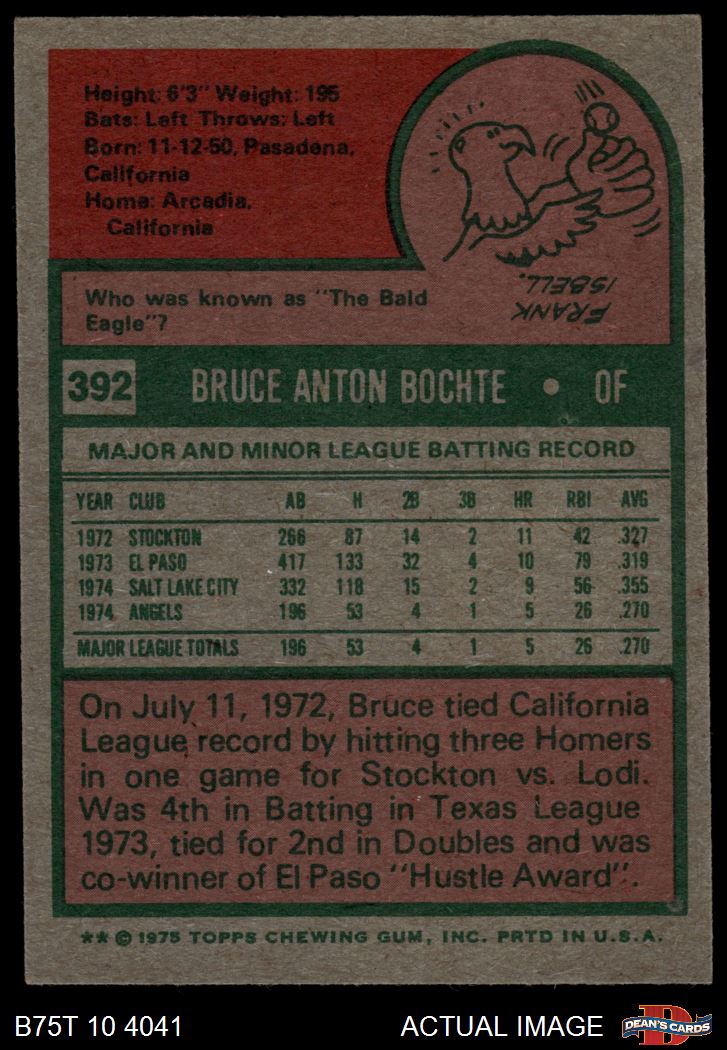 Height: 6'3" Weight: 195
Bats: Left Throws: Left
Born: 11-12-50, Pasadena,
California
Home: Arcadia,
California
Who was known as "The Bald
Eagle"?
FRANK
ISBELL.
392 BRUCE ANTON BOCHTE • OF
MAJOR AND MINOR LEAGUE BATTING RECORD
YEAR CLUB AB H 2B 3B HR RBI AVG
1972 STOCKTON 266 87 14 2 11 42 .327
1973 EL PASO 417 133 32 4 10 79 .319
1974 SALT LAKE CITY 332 118 15 2 9 56 .355
1974 ANGELS 196 53 4 1 5 26 .270
MAJOR LEAGUE TOTALS 196 53 4 1 5 26 .270
On July 11, 1972, Bruce tied California
League record by hitting three Homers
in one game for Stockton vs. Lodi.
Was 4th in Batting in Texas League
1973, tied for 2nd in Doubles and was
co-winner of El Paso "Hustle Award".
** © 1975 TOPPS CHEWING GUM, INC. PRTD IN U.S.A.
B75T 10 4041 ACTUAL IMAGE DEAN'S CARDS